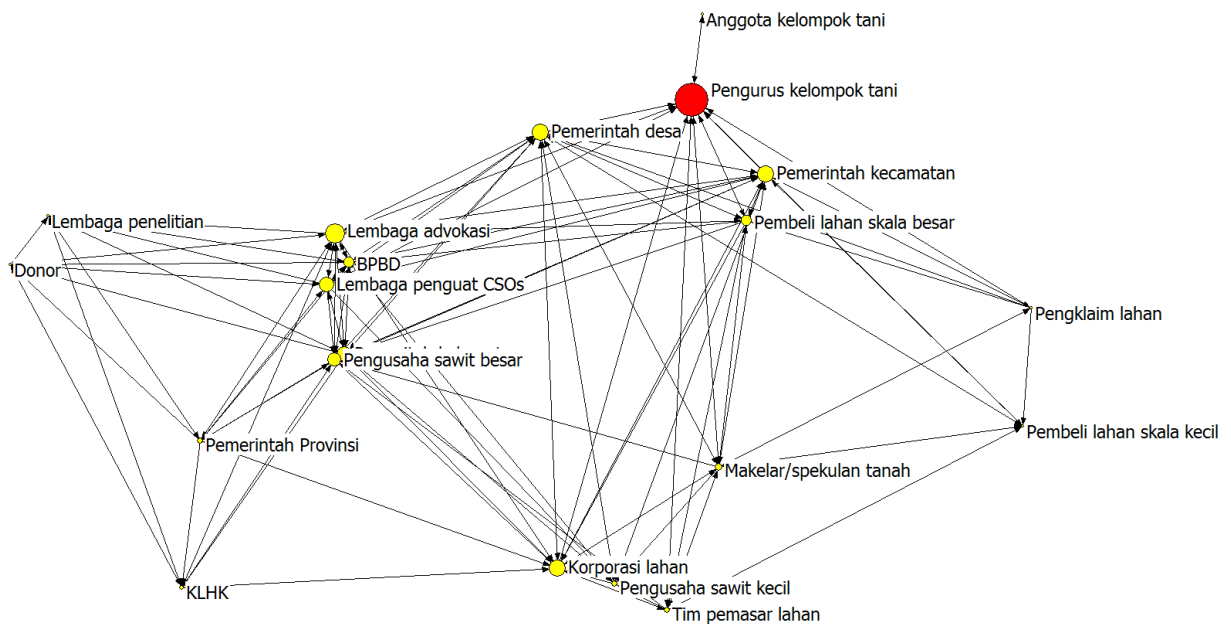 Anggota kelompok tani
Pengurus kelompok tani
Pemerintah desa
Pemerintah kecamatan
Lembaga penelitian
Pembeli lahan skala besar
Lembaga advokasi
BPBD
Donor
Lembaga penguat CSOs
Pengklaim lahan
Pengusaha sawit besar
Pembeli lahan skala kecil
Pemerintah Provinsi
Makelar/spekulan tanah
Korporasi lahan
Pengusaha sawit kecil
KLHK
Tim pemasar lahan